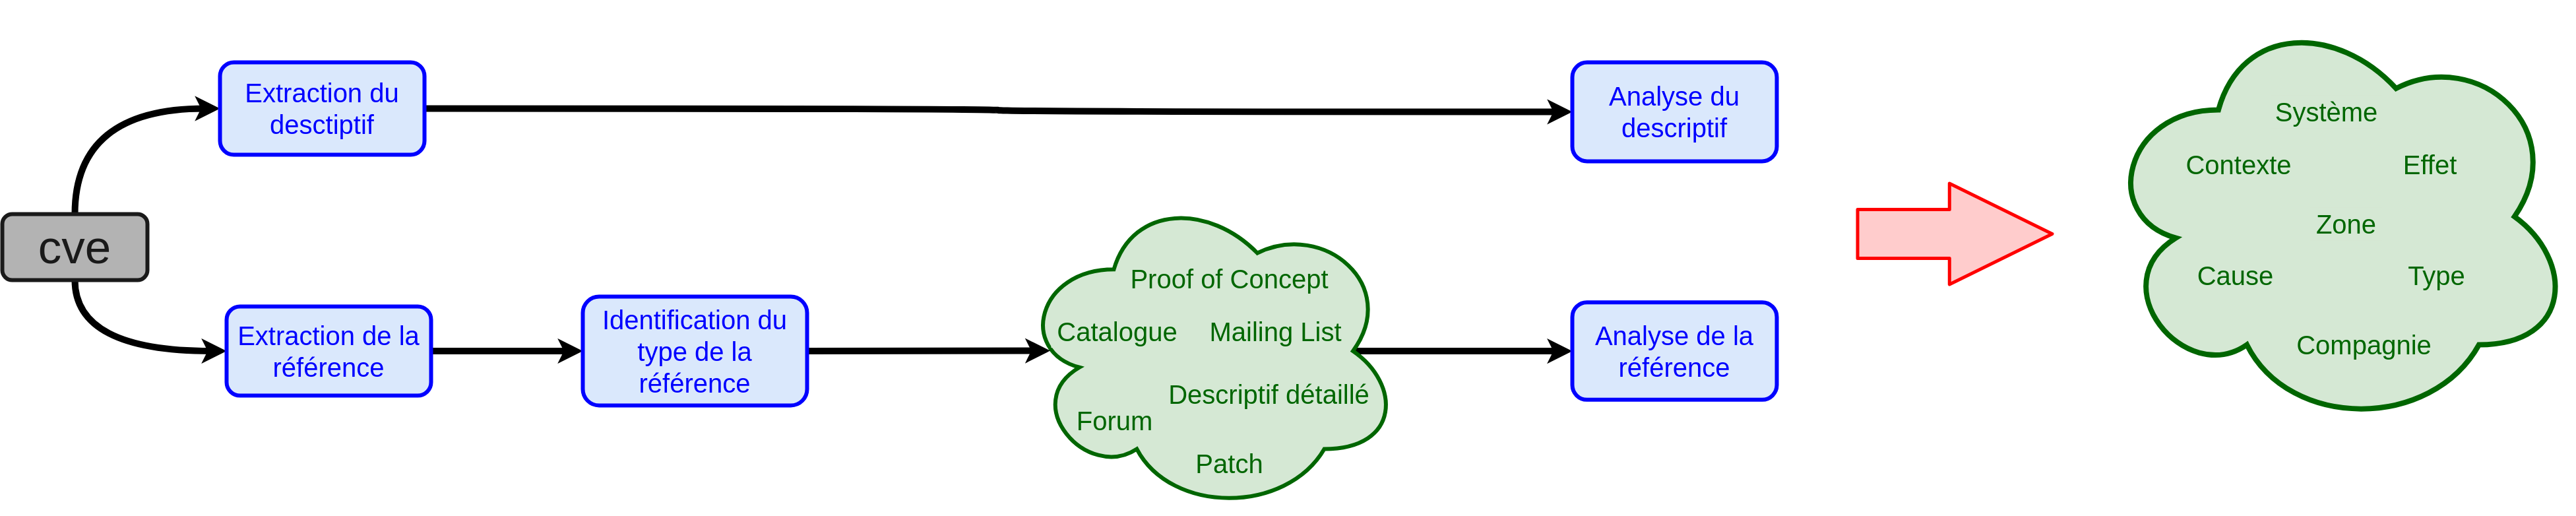 Extraction du
desctiptif
Analyse du
descriptif
cve
Extraction de la
référence
Identification du
type de la
référence
Proof of Concept
Catalogue
Mailing List
Descriptif détaillé
Forum
Patch
Analyse de la
référence
Système
Contexte
Effet
Zone
Cause
Type
Compagnie